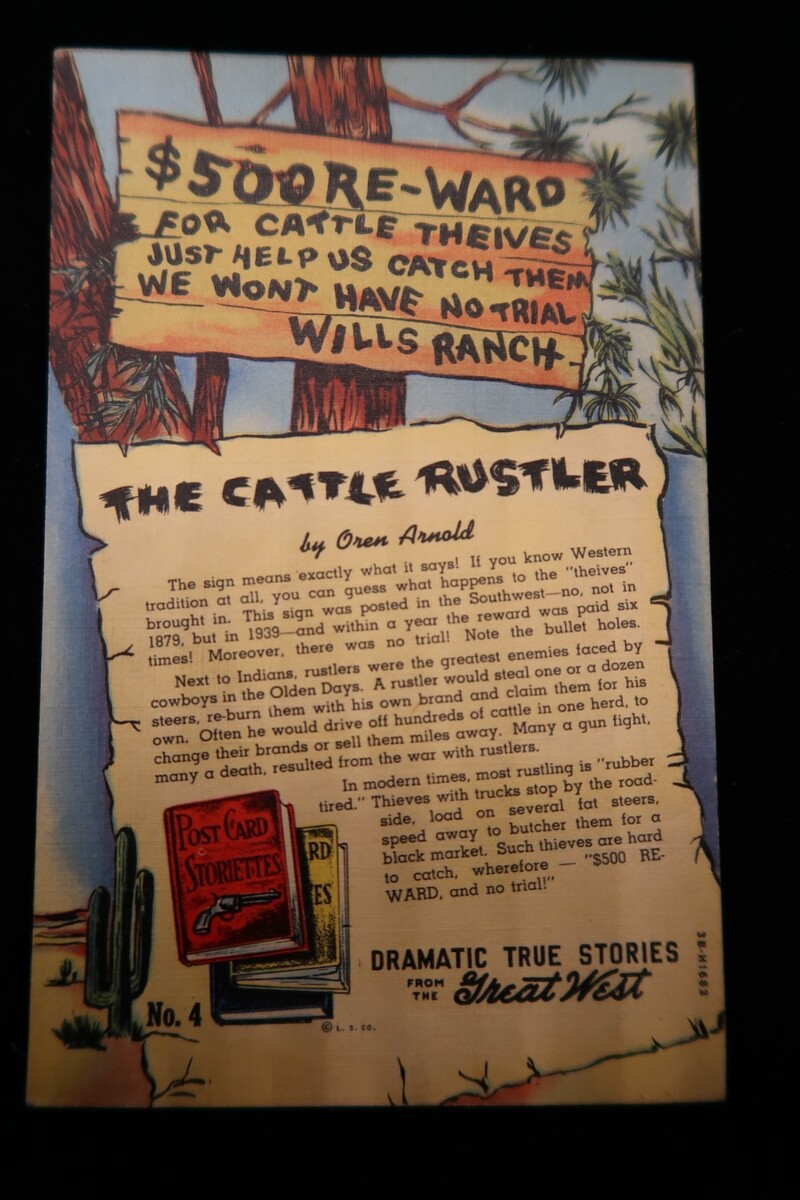 $500 RE-WARD
FOR CATTLE THEIVES
JUST HELP US CATCH THEM
WE WONT HAVE NO TRIAL
WILLS RANCH
THE CATTLE RUSTLER
by Oren Arnold
The sign means exactly what it says! If you know Western
tradition at all, you can guess what happens to the "theives"
brought in. This sign was posted in the Southwest—no, not in
1879, but in 1939—and within a year the reward was paid six
times! Moreover, there was no trial! Note the bullet holes.
Next to Indians, rustlers were the greatest enemies faced by
cowboys in the Olden Days. A rustler would steal one or a dozen
steers, re-burn them with his own brand and claim them for his
own. Often he would drive off hundreds of cattle in one herd, to
change their brands or sell them miles away. Many a gun fight,
many a death, resulted from the war with rustlers.
In modern times, most rustling is "rubber
tired." Thieves with trucks stop by the road-
side, load on several fat steers,
speed away to butcher them for a
black market. Such thieves are hard
to catch, wherefore — "$500 RE-
WARD, and no trial!"
POST CARD
STORIETTES
RD
ES
DRAMATIC TRUE STORIES
FROM THE Great West
No. 4
© L. S. CO.
3B-H1683